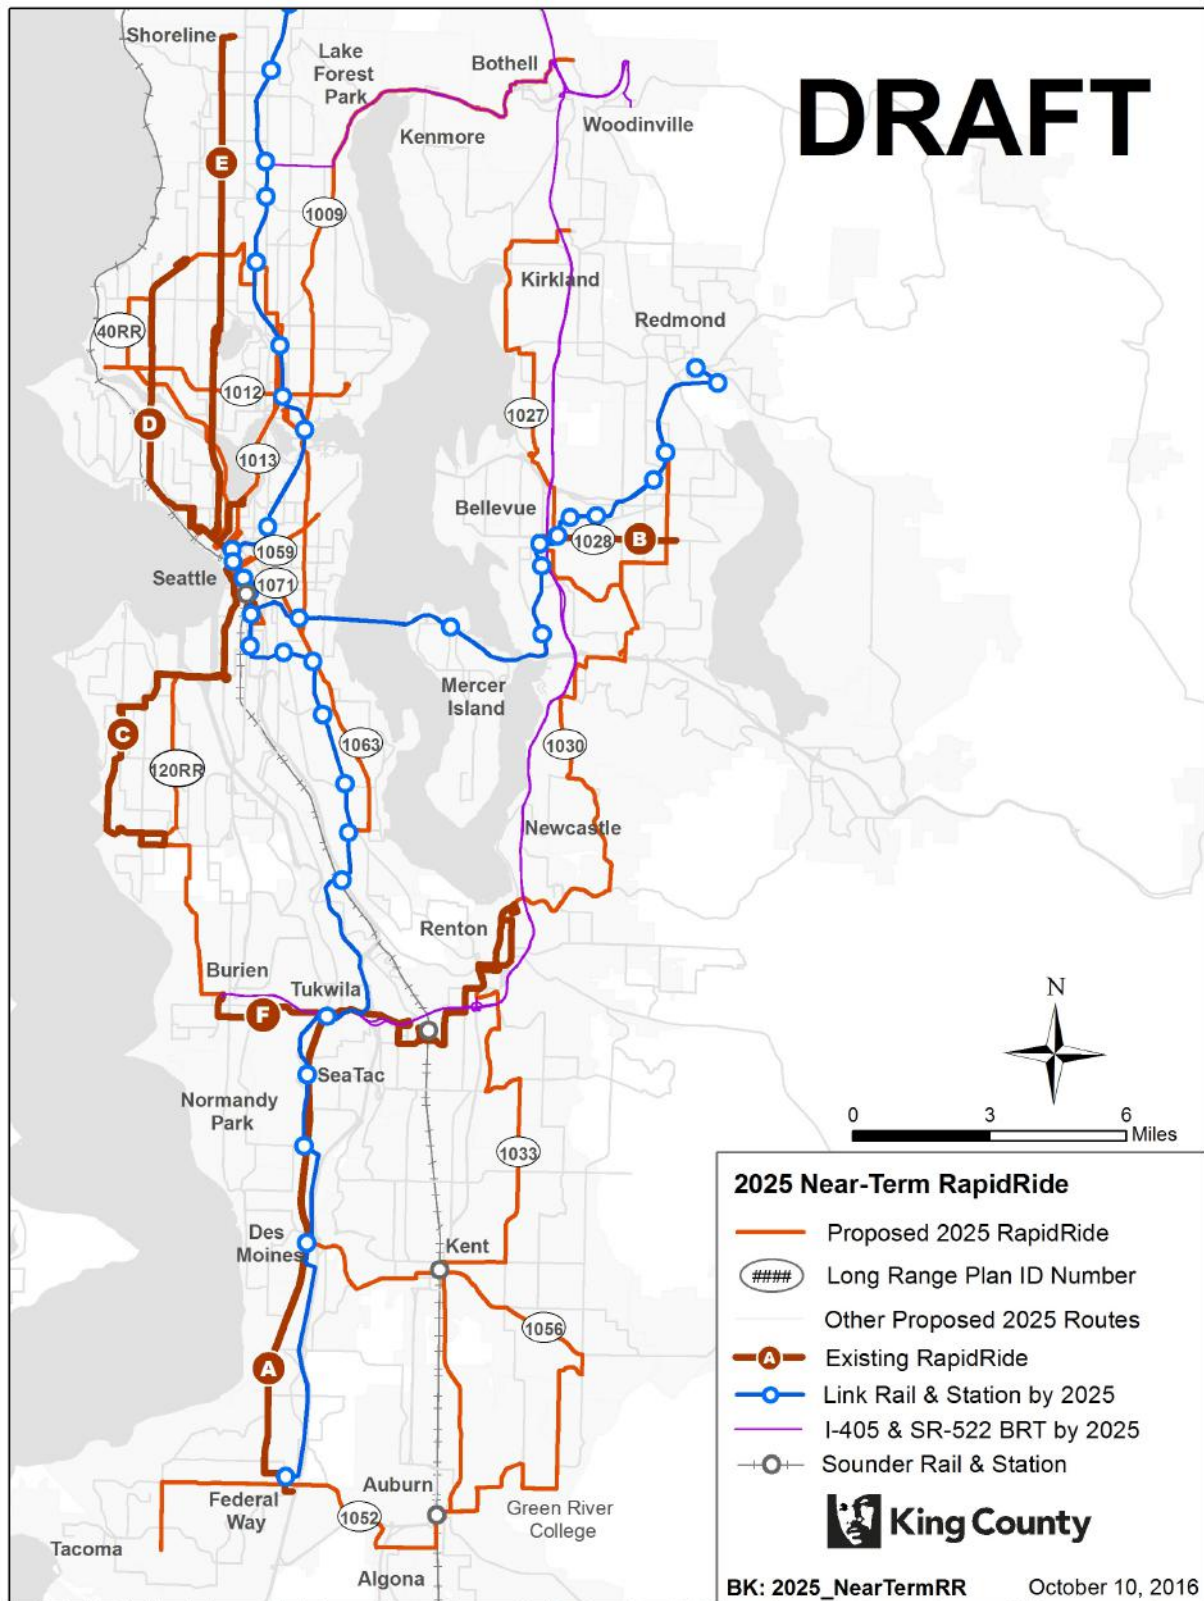 Shoreline
Lake
Forest
Park
Bothell
DRAFT
Kenmore
Woodinville
E
1009
Kirkland
Redmond
40RR
1012
D
1027
1013
Bellevue
1059
1028
B
Seattle
1071
Mercer
Island
C
1063
1030
120RR
Newcastle
Renton
Burien
Tukwila
F
N
SeaTac
Normandy
Park
0 3 6
Miles
1033
2025 Near-Term RapidRide
Proposed 2025 RapidRide
#### Long Range Plan ID Number
Other Proposed 2025 Routes
A Existing RapidRide
Link Rail & Station by 2025
I-405 & SR-522 BRT by 2025
Sounder Rail & Station
King County
BK: 2025_NearTermRR October 10, 2016
Des
Moines
Kent
1056
A
Auburn
Federal
Way
1052
Green River
College
Tacoma
Algona